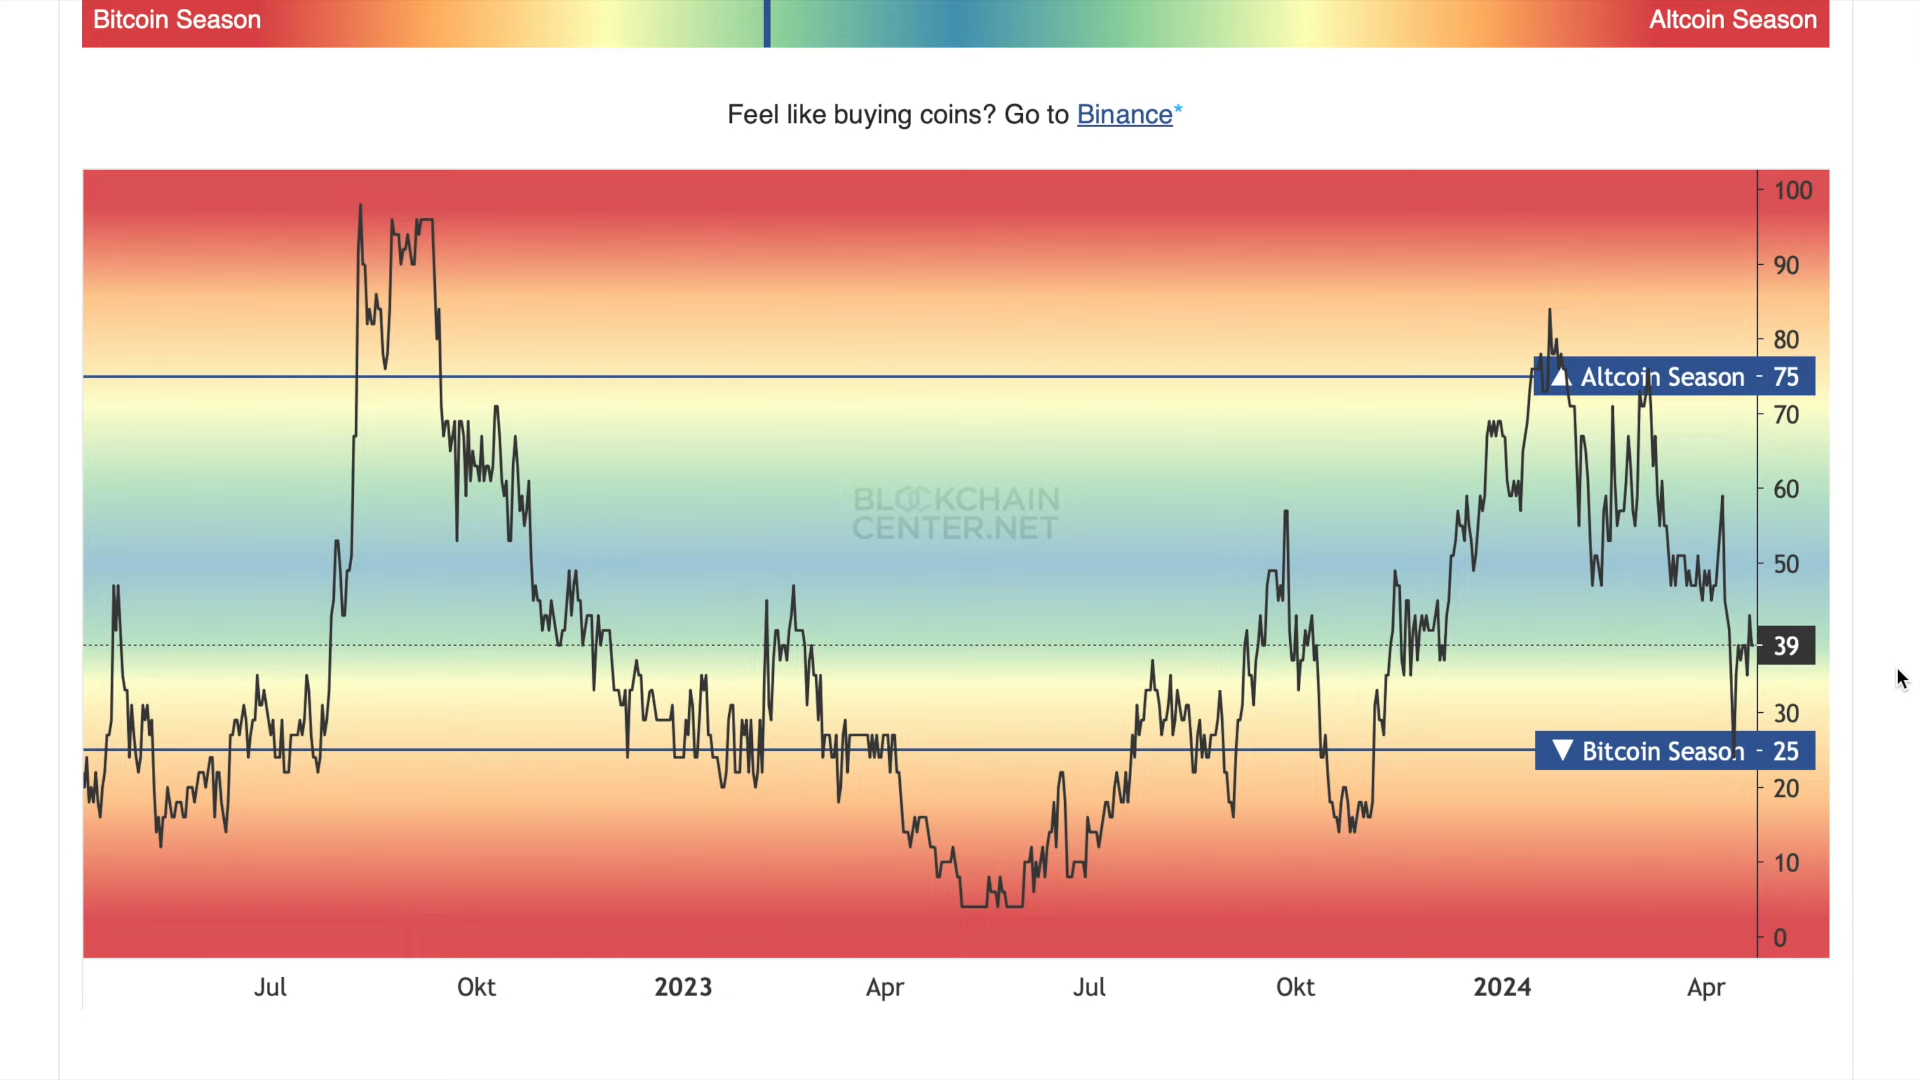 Bitcoin Season
Altcoin Season
Feel like buying coins? Go to Binance*
BLOCKCHAIN
CENTER.NET
100
90
80
▲ Altcoin Season - 75
70
60
50
39
30
▼ Bitcoin Season - 25
20
10
0
Jul Okt 2023 Apr Jul Okt 2024 Apr